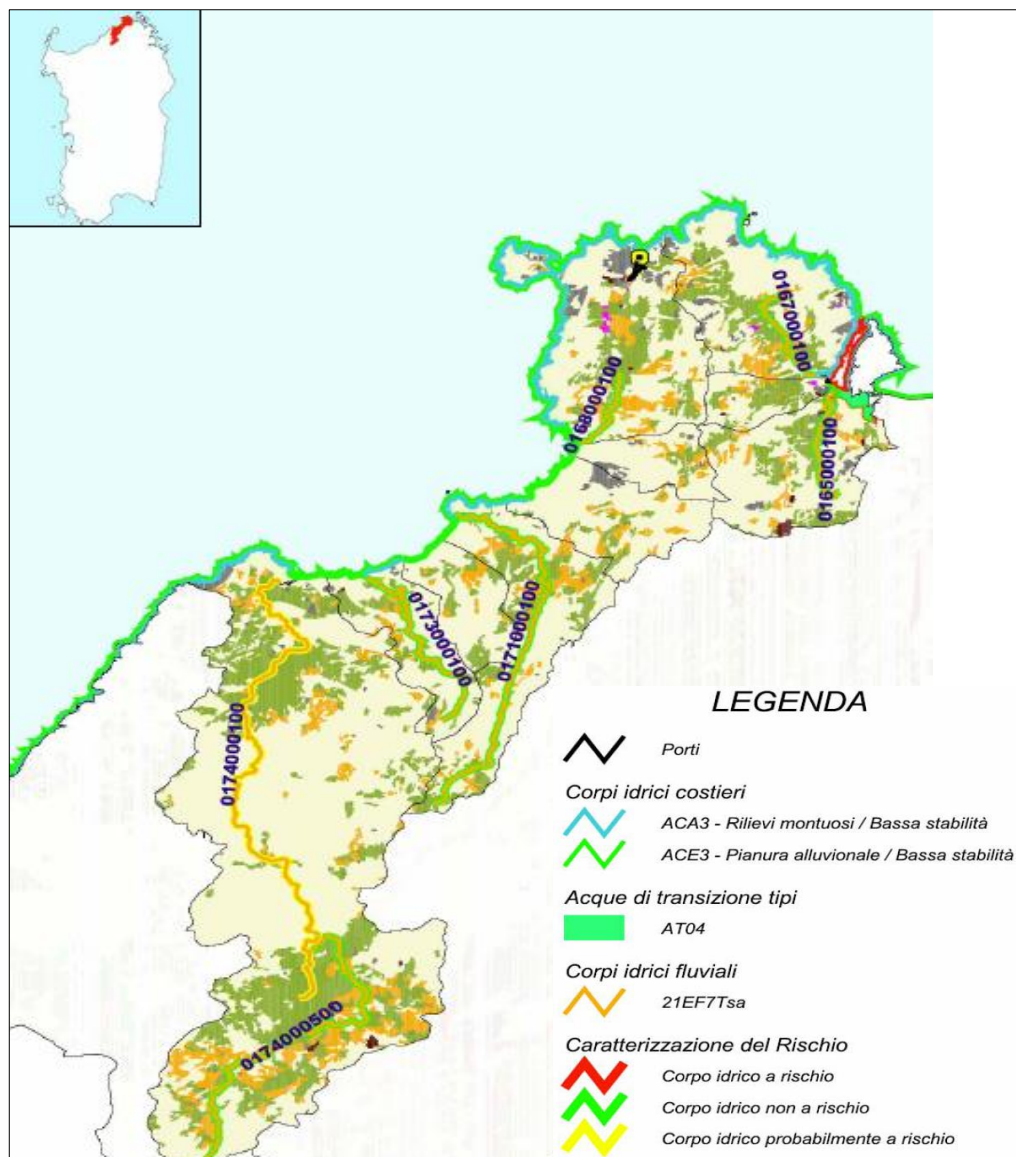 0167000100
0168000100
0165000100
0173000100
0171000100
0174000100
0174000500
LEGENDA
Porti
Corpi idrici costieri
ACA3 - Rilievi montuosi / Bassa stabilità
ACE3 - Pianura alluvionale / Bassa stabilità
Acque di transizione tipi
AT04
Corpi idrici fluviali
21EF7Tsa
Caratterizzazione del Rischio
Corpo idrico a rischio
Corpo idrico non a rischio
Corpo idrico probabilmente a rischio